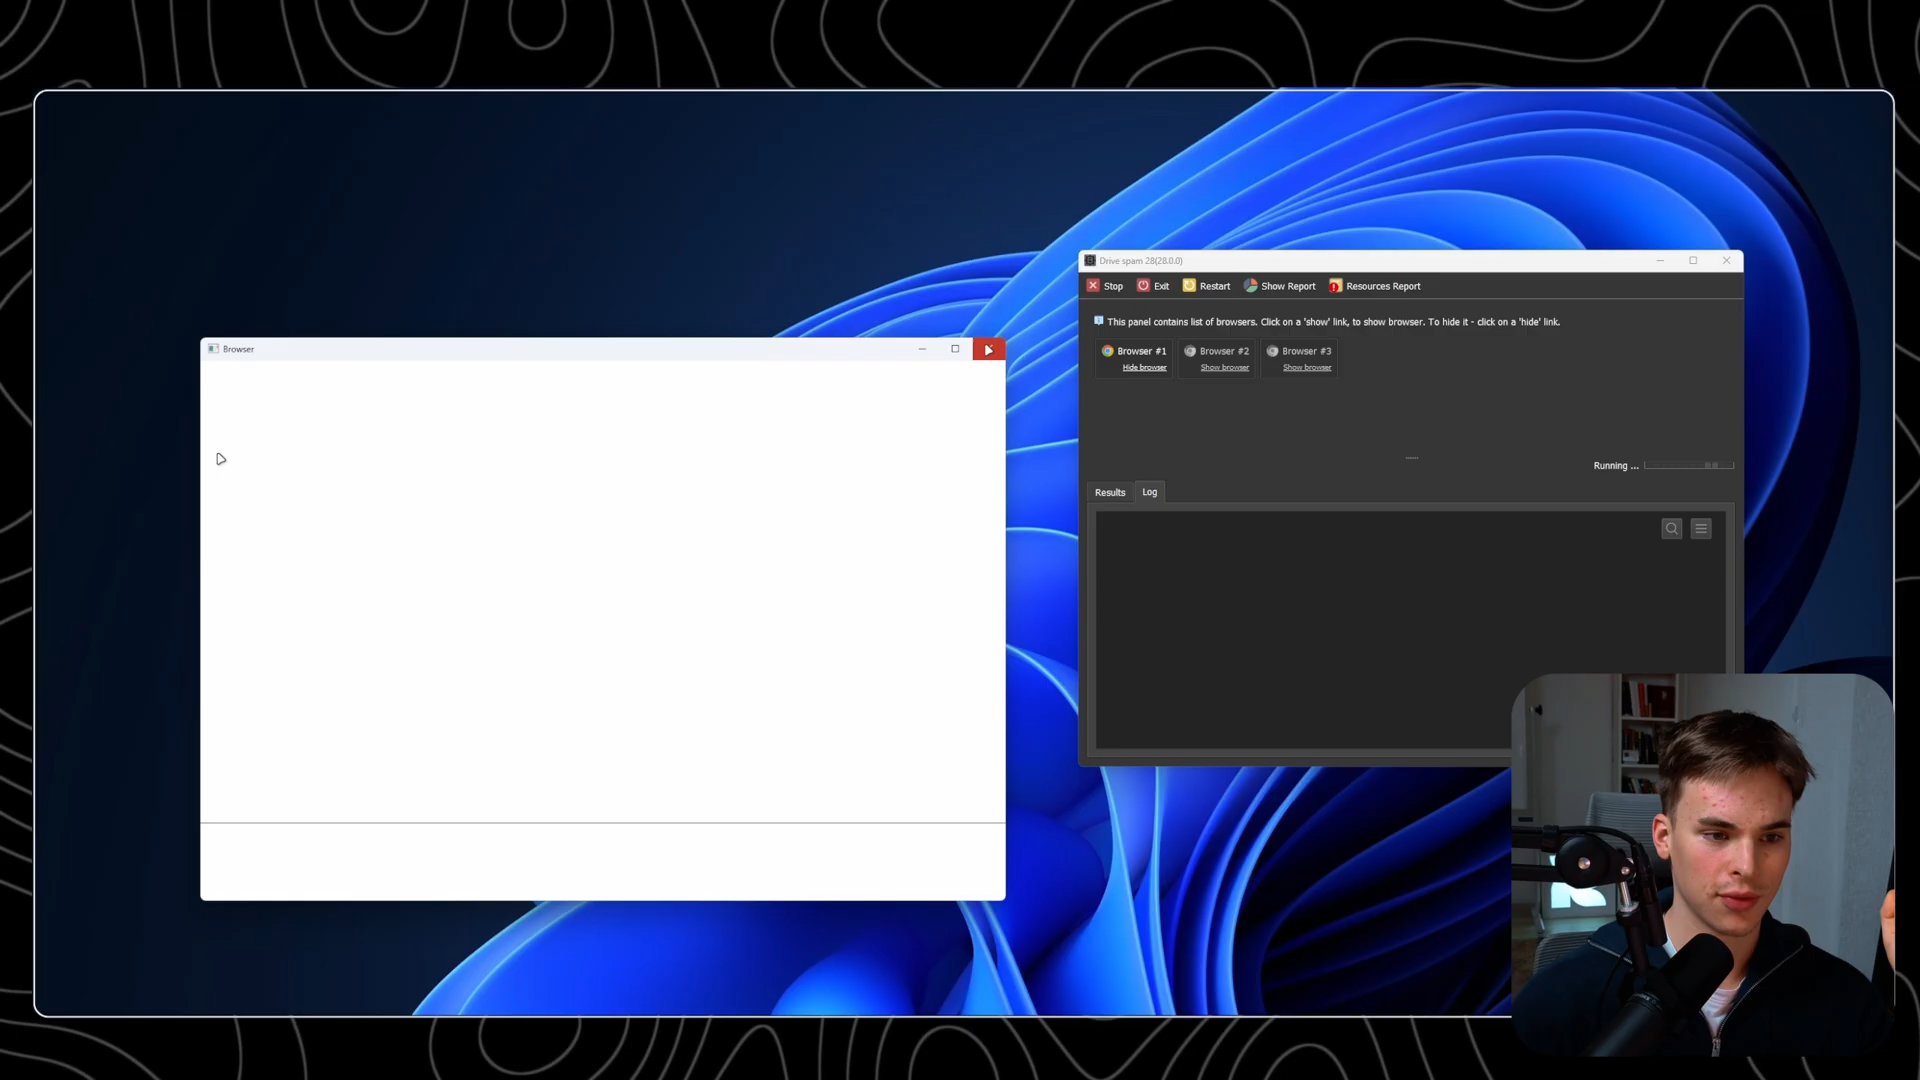 Drive spam 28(28.0.0)
Stop Exit Restart Show Report Resources Report
This panel contains list of browsers. Click on a 'show' link, to show browser. To hide it - click on a 'hide' link.
Browser
Browser #1 Browser #2 Browser #3
Hide browser Show browser Show browser
Running ...
Results Log